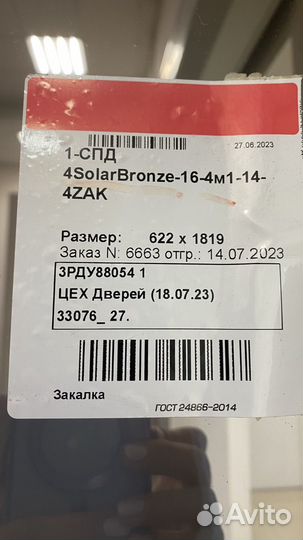 27.06.2023
1-СПД
4SolarBronze-16-4м1-14-
4ZAK
Размер: 622 x 1819
Заказ N: 6663 отгр.: 14.07.2023
ЗРДУ88054 1
ЦЕХ Дверей (18.07.23)
33076_ 27.
Закалка
ГОСТ 24866-2014
Avito